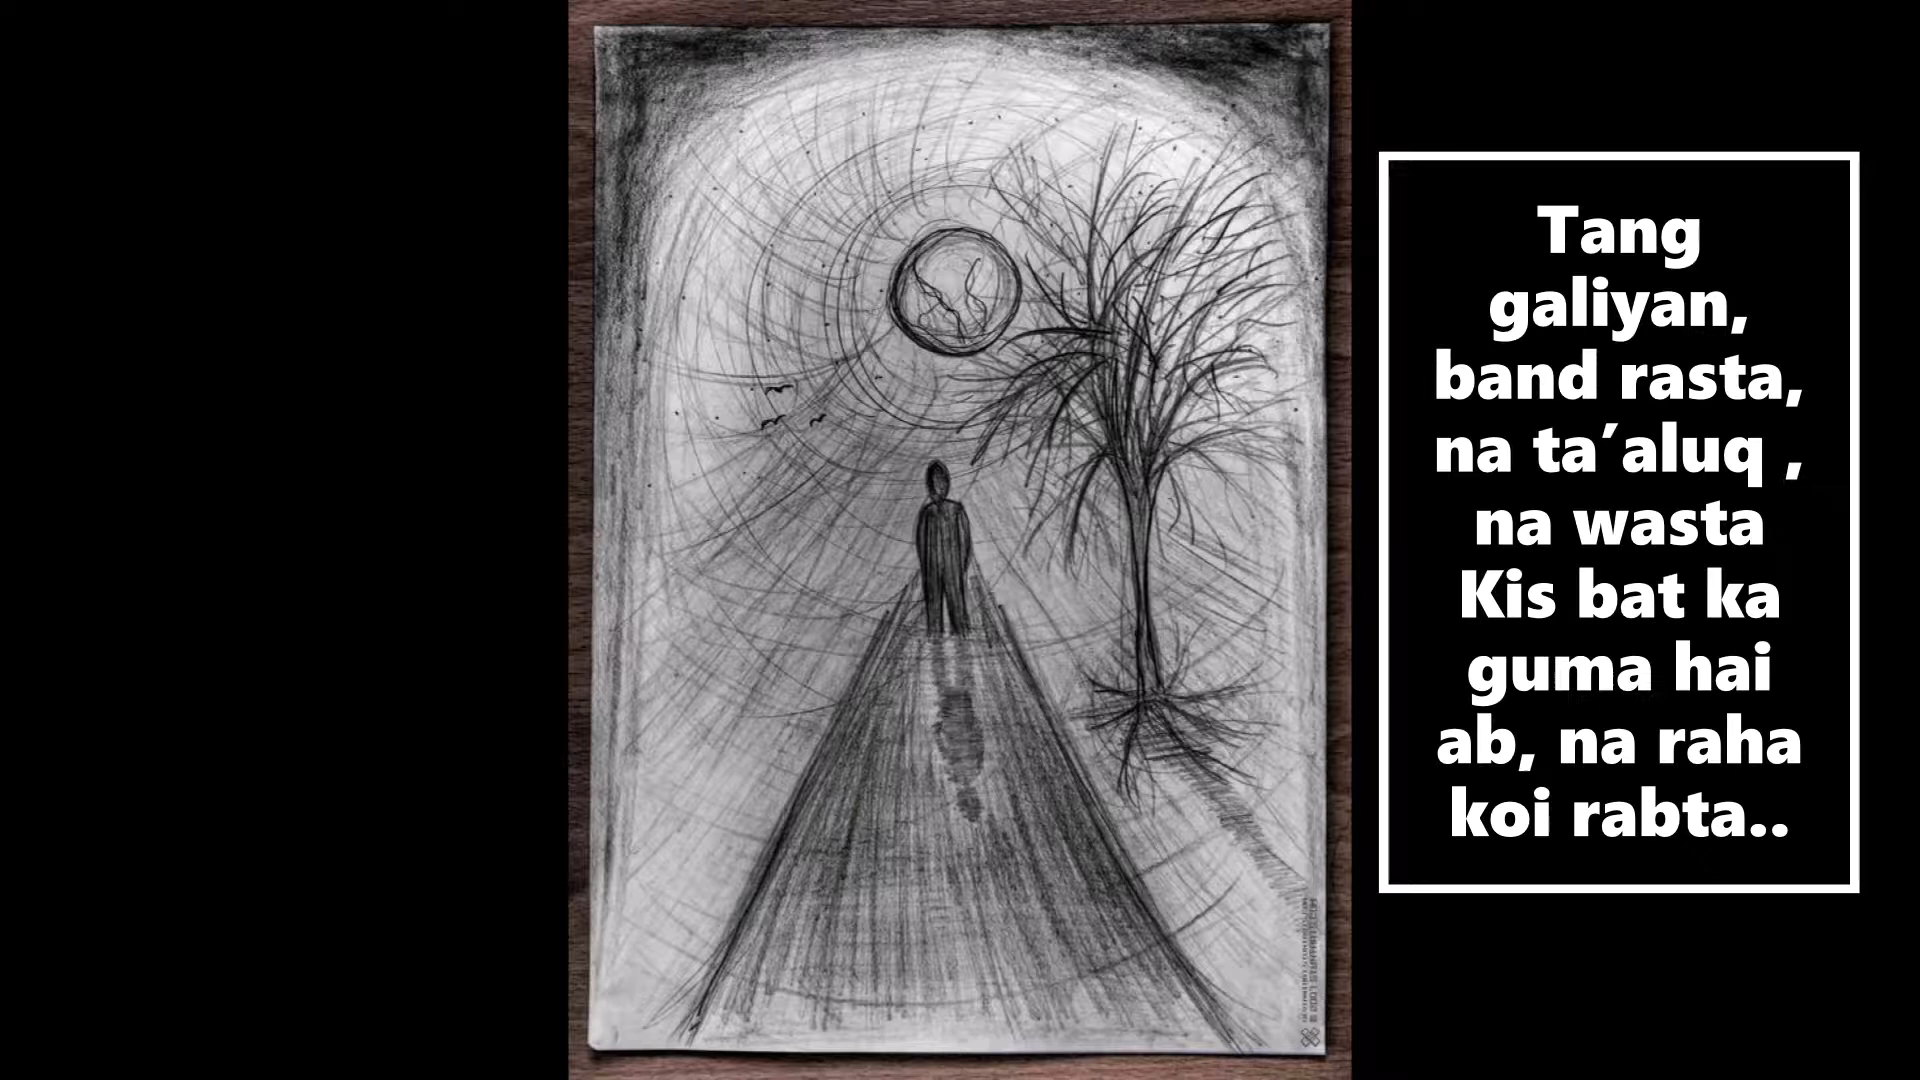 Tang
galiyan,
band rasta,
na ta’aluq ,
na wasta
Kis bat ka
guma hai
ab, na raha
koi rabta..